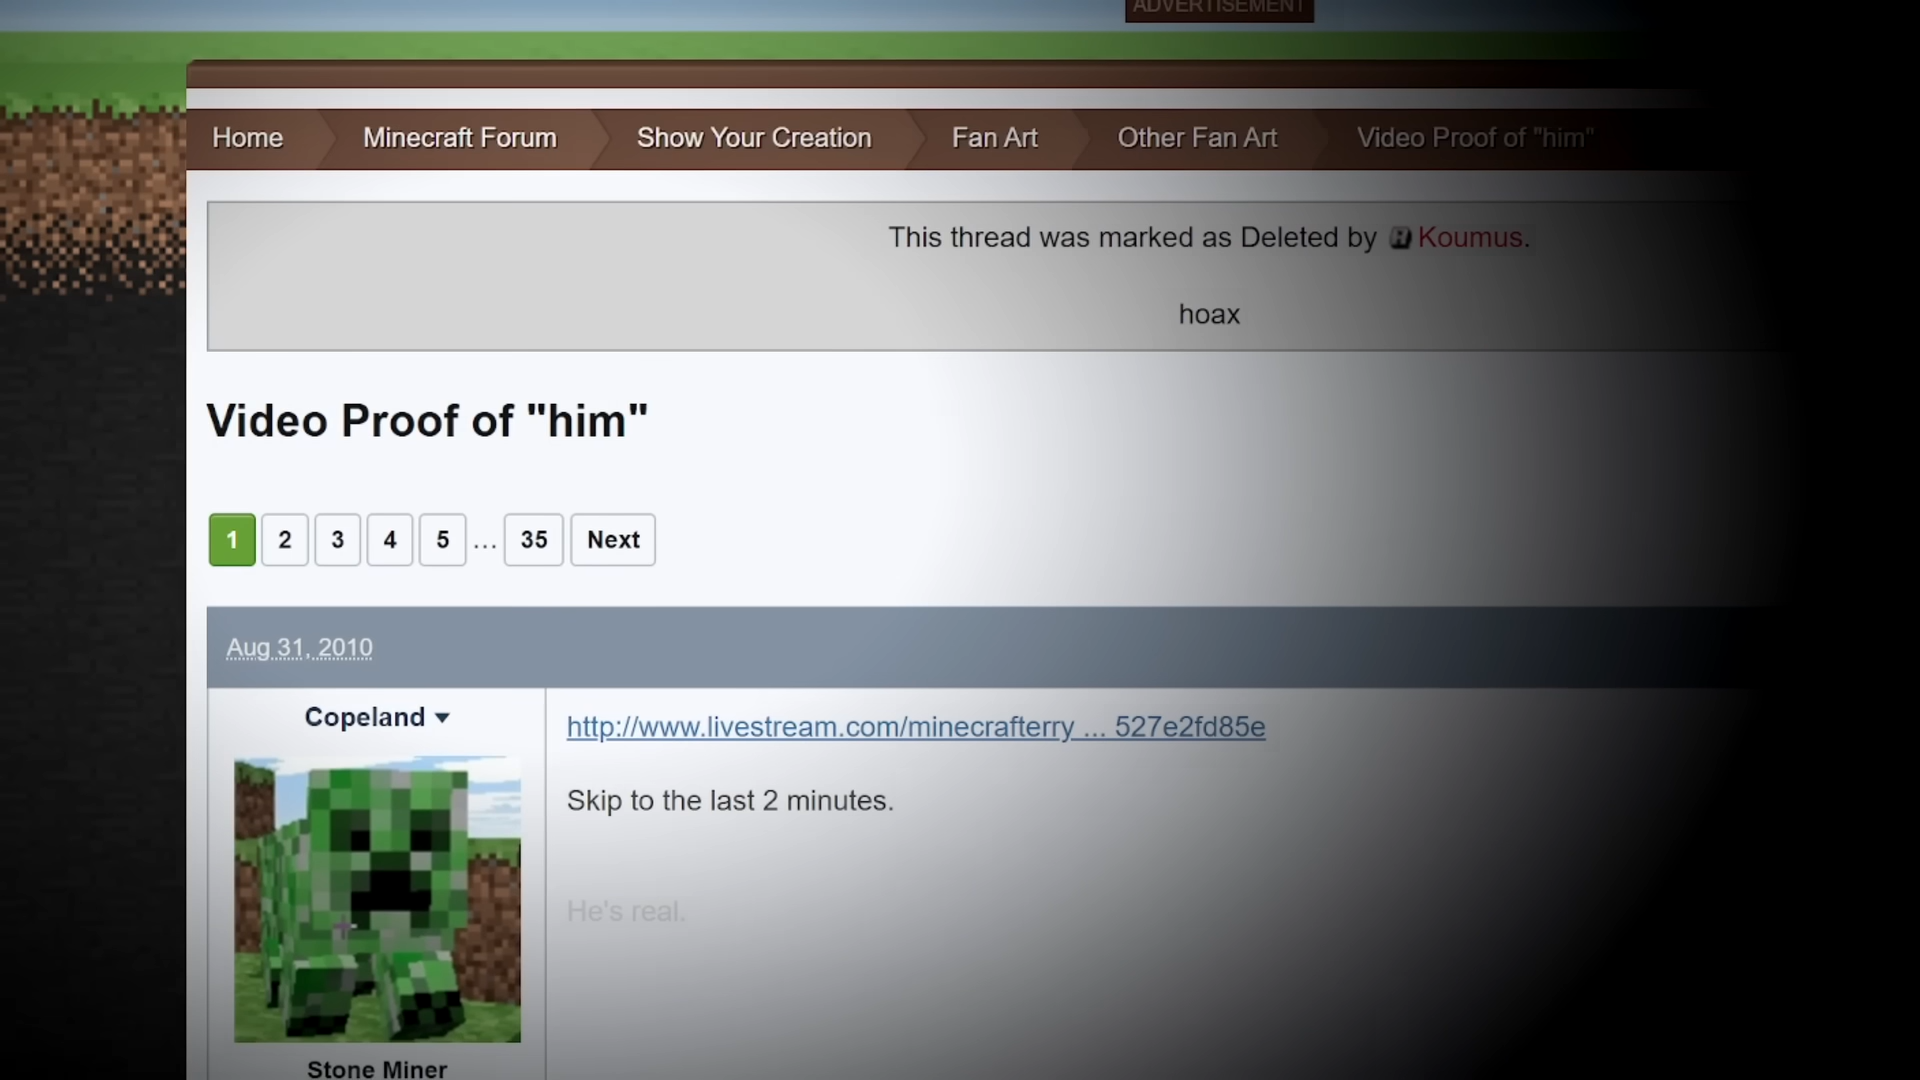 ADVERTISEMENT
Home
Minecraft Forum
Show Your Creation
Fan Art
Other Fan Art
Video Proof of "him"
This thread was marked as Deleted by Koumus.
hoax
Video Proof of "him"
1 2 3 4 5 ... 35 Next
Aug 31, 2010
Copeland
http://www.livestream.com/minecrafterry ... 527e2fd85e
Skip to the last 2 minutes.
He's real.
Stone Miner